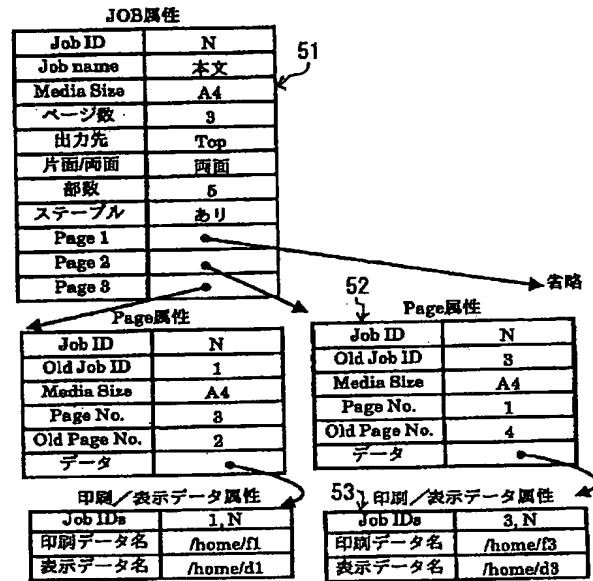 JOB属性
Job ID N
Job name 本文
Media Size A4
ページ数 3
出力先 Top
片面/両面 両面
部数 5
ステープル あり
Page 1
Page 2
Page 3
51
省略
Page属性
Job ID N
Old Job ID 1
Media Size A4
Page No. 3
Old Page No. 2
データ
52
Page属性
Job ID N
Old Job ID 3
Media Size A4
Page No. 1
Old Page No. 4
データ
印刷/表示データ属性
Job IDs 1, N
印刷データ名 /home/f1
表示データ名 /home/d1
53
印刷/表示データ属性
Job IDs 3, N
印刷データ名 /home/f3
表示データ名 /home/d3